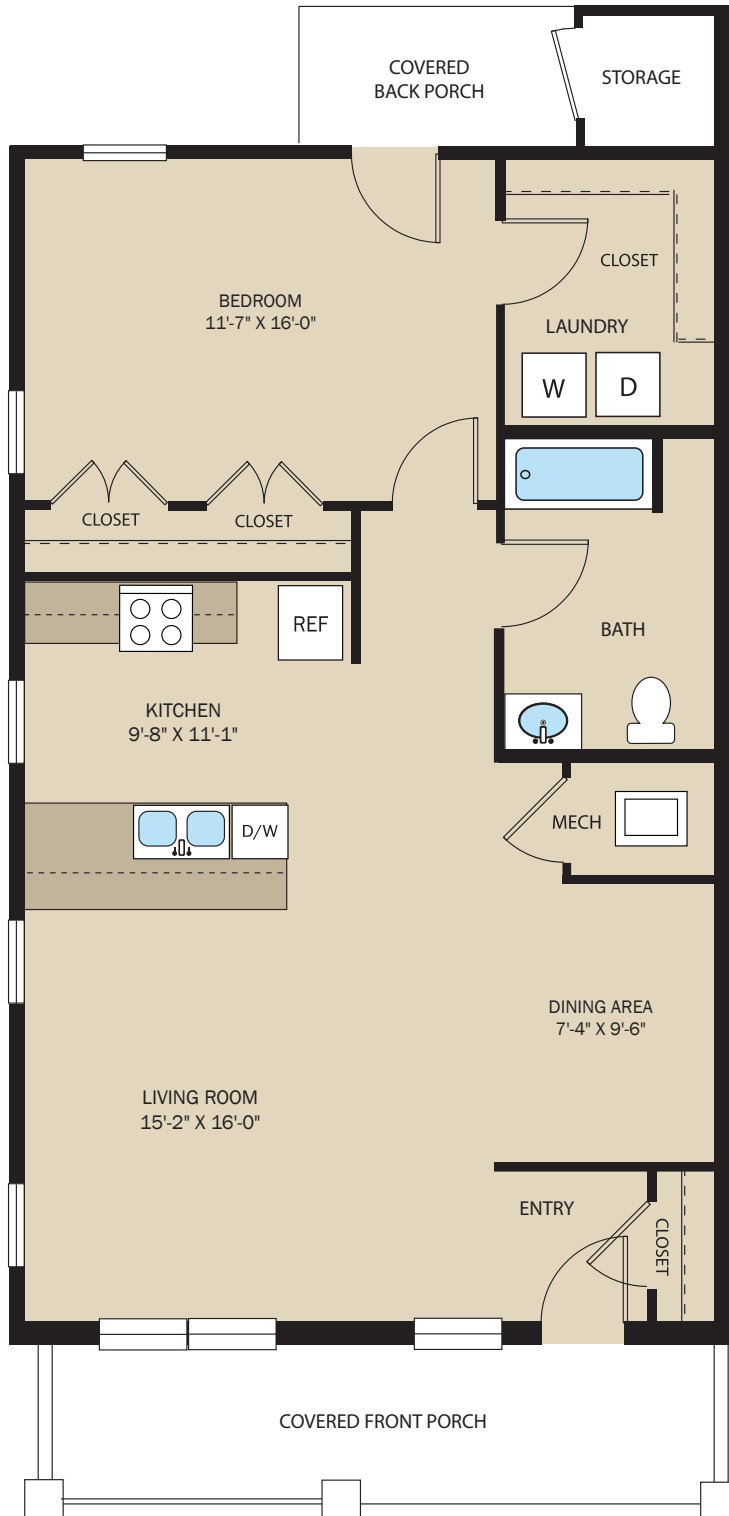 COVERED
BACK PORCH
STORAGE
CLOSET
BEDROOM
11'-7" X 16'-0"
LAUNDRY
W
D
CLOSET
CLOSET
REF
BATH
KITCHEN
9'-8" X 11'-1"
D/W
MECH
DINING AREA
7'-4" X 9'-6"
LIVING ROOM
15'-2" X 16'-0"
ENTRY
CLOSET
COVERED FRONT PORCH